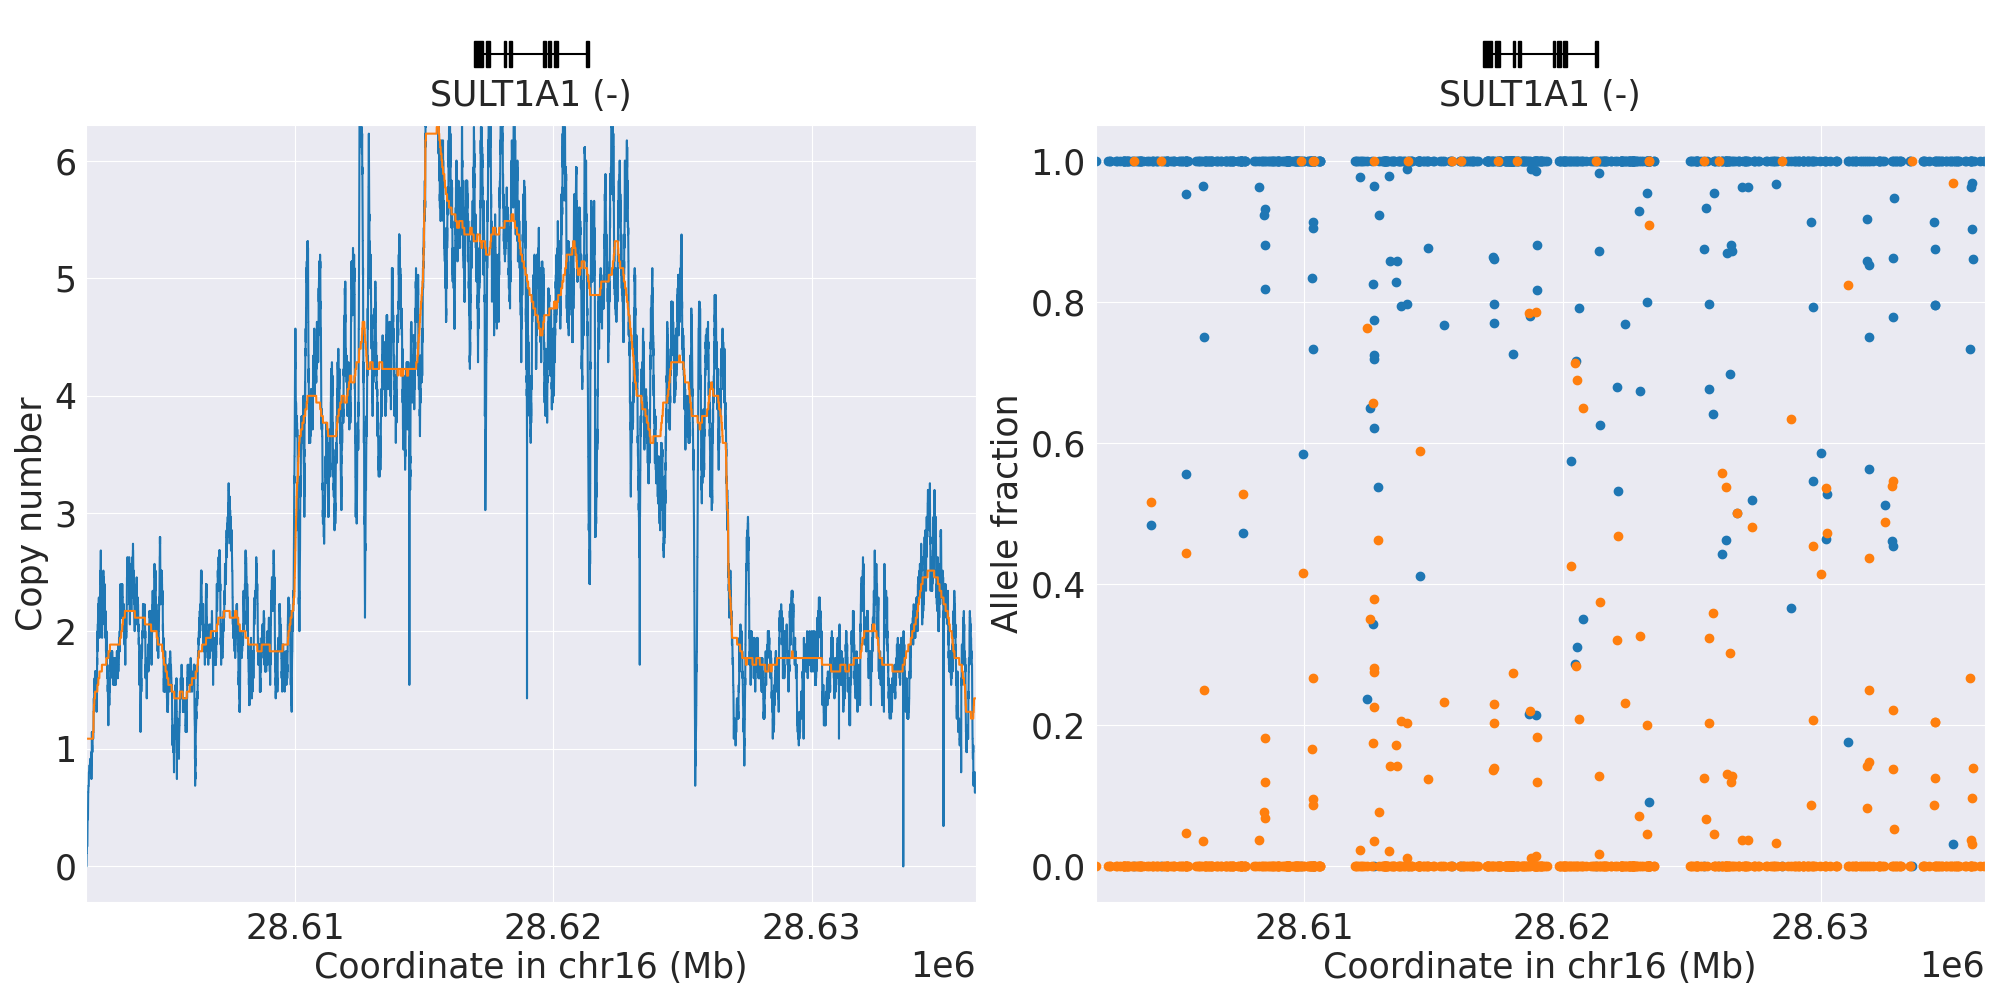 SULT1A1 (-)
Copy number
6
5
4
3
2
1
0
28.61
28.62
28.63
Coordinate in chr16 (Mb)
1e6
SULT1A1 (-)
Allele fraction
1.0
0.8
0.6
0.4
0.2
0.0
28.61
28.62
28.63
Coordinate in chr16 (Mb)
1e6